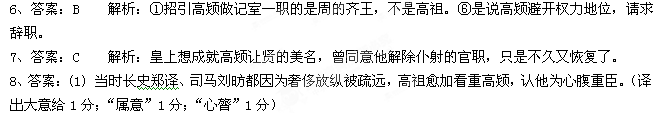 6、答案：B　解析：①招引高颎做记室一职的是周的齐王，不是高祖。⑥是说高颎避开权力地位，请求
辞职。
7、答案：C　解析：皇上想成就高颎让贤的美名，曾同意他解除仆射的官职，只是不久又恢复了。
8、答案：（1）当时长史郑译、司马刘昉都因为奢侈放纵被疏远，高祖愈加看重高颎，认他为心腹重臣。（译
出大意给 1 分；“属意”1 分；“心膂”1 分）